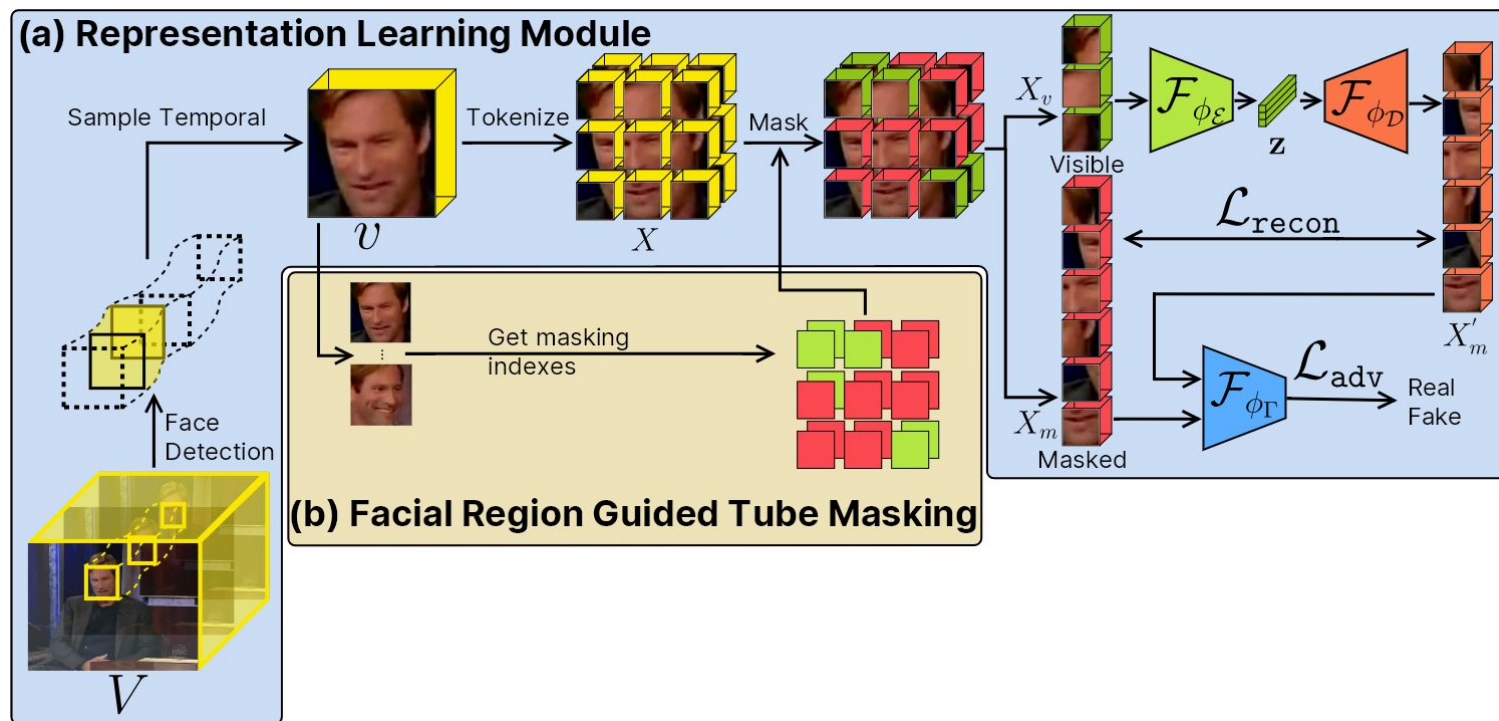 (a) Representation Learning Module
Sample Temporal
Tokenize
Mask
X_v
Visible
𝓕_{ϕ_𝓔}
z
𝓕_{ϕ_𝓓}
v
X
𝓛_recon
X'_m
Get masking
indexes
𝓕_{ϕ_Γ}
𝓛_adv
Real
Fake
X_m
Masked
Face
Detection
(b) Facial Region Guided Tube Masking
V